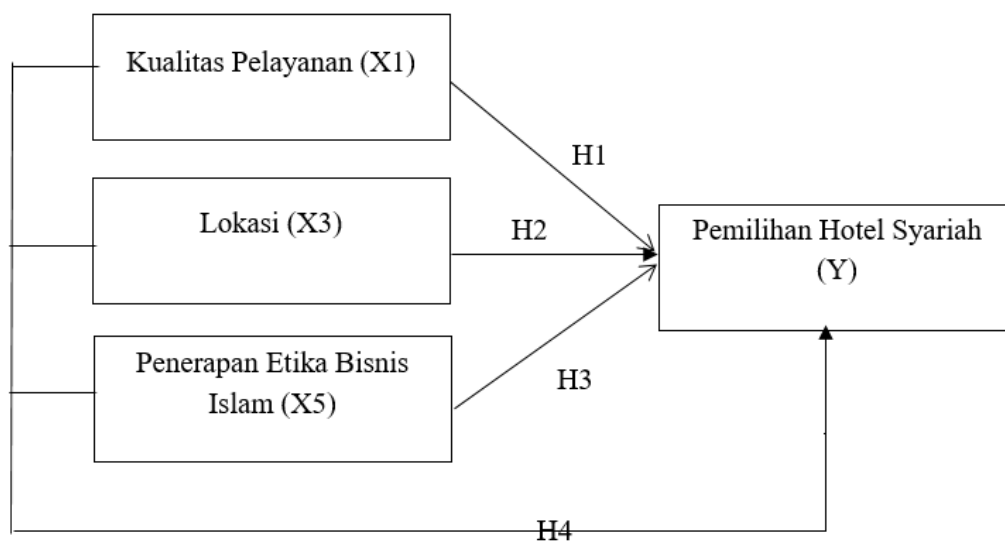 Kualitas Pelayanan (X1)
H1
Lokasi (X3)
H2
Pemilihan Hotel Syariah
(Y)
Penerapan Etika Bisnis
Islam (X5)
H3
H4